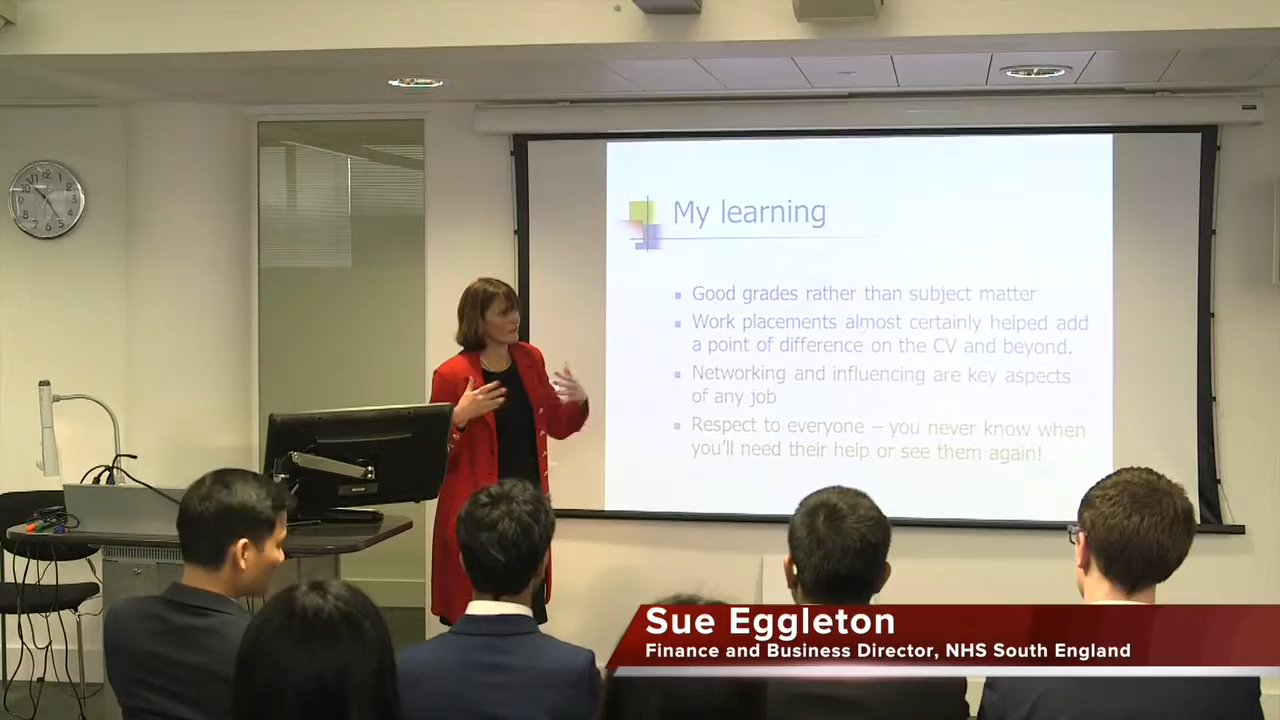 My learning
Good grades rather than subject matter
Work placements almost certainly helped add
a point of difference on the CV and beyond.
Networking and influencing are key aspects
of any job
Respect to everyone – you never know when
you'll need their help or see them again!
Sue Eggleton
Finance and Business Director, NHS South England